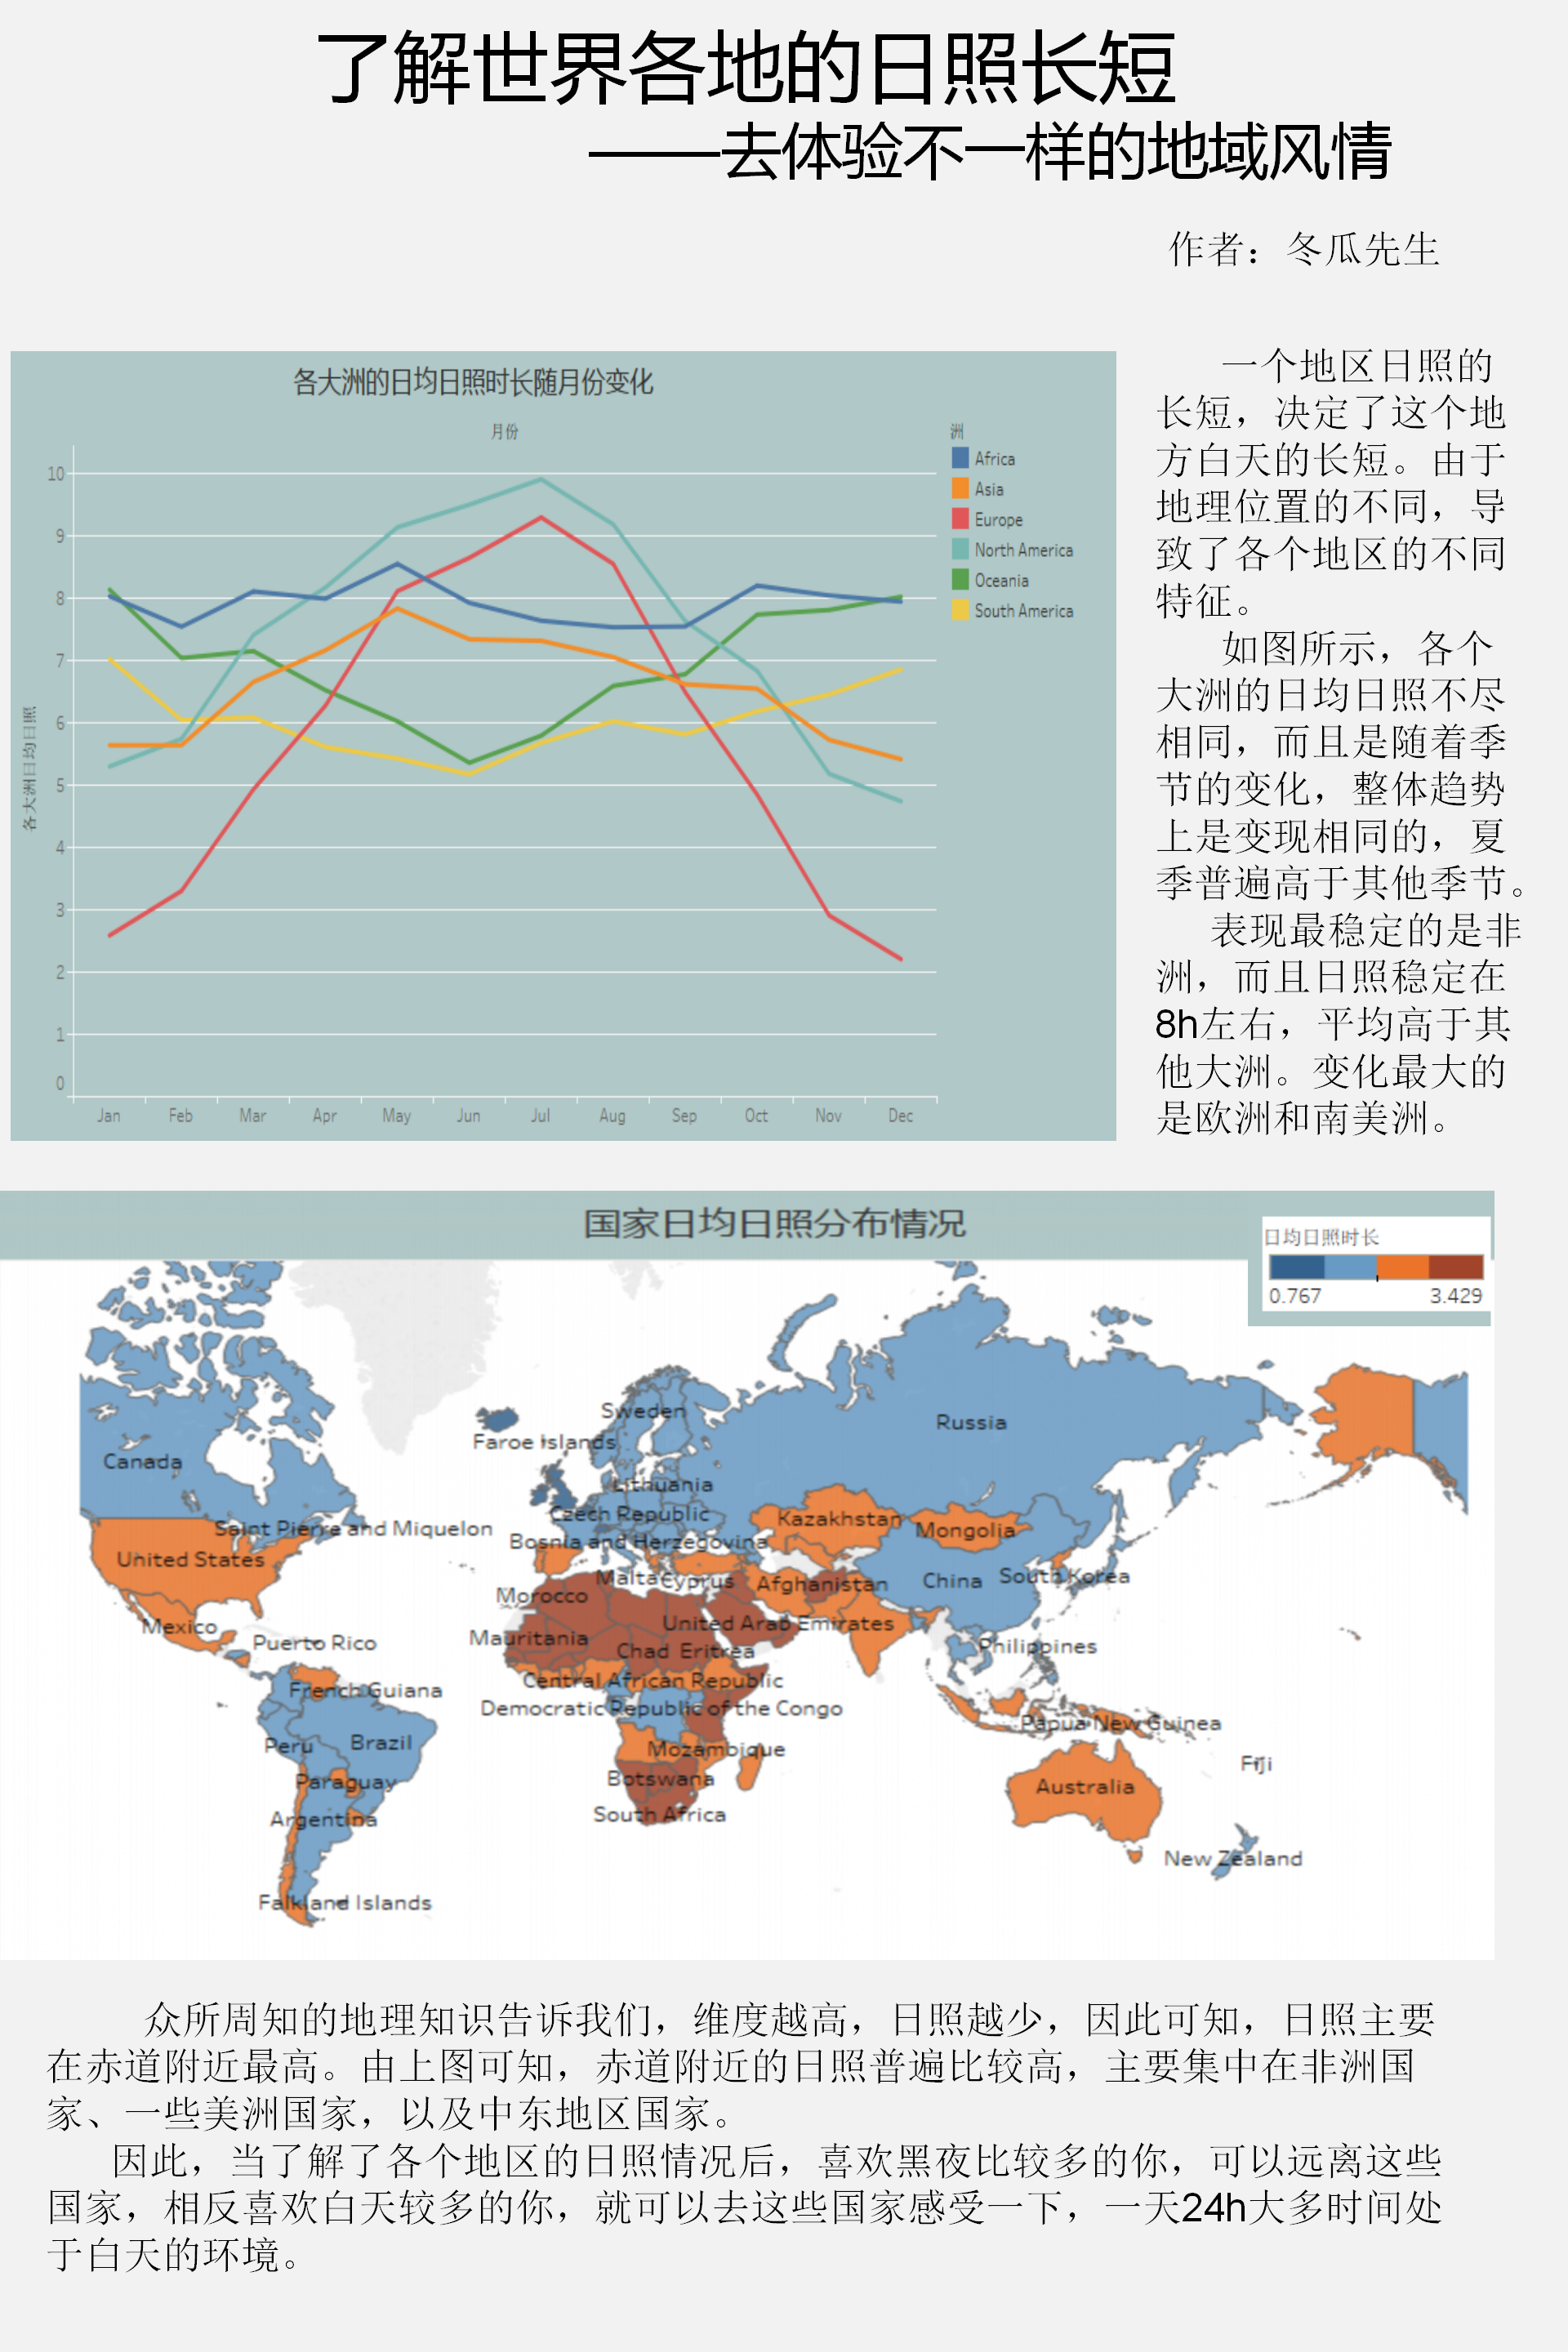 了解世界各地的日照长短
——去体验不一样的地域风情
作者：冬瓜先生
各大洲的日均日照时长随月份变化
月份
洲
Africa
Asia
Europe
North America
Oceania
South America
各大洲日均日照
10
9
8
7
6
5
4
3
2
1
0
Jan Feb Mar Apr May Jun Jul Aug Sep Oct Nov Dec
一个地区日照的
长短，决定了这个地
方白天的长短。由于
地理位置的不同，导
致了各个地区的不同
特征。
如图所示，各个
大洲的日均日照不尽
相同，而且是随着季
节的变化，整体趋势
上是变现相同的，夏
季普遍高于其他季节。
表现最稳定的是非
洲，而且日照稳定在
8h左右，平均高于其
他大洲。变化最大的
是欧洲和南美洲。
国家日均日照分布情况
日均日照时长
0.767 3.429
Sweden
Russia
Faroe Islands
Canada
Lithuania
Czech Republic
Kazakhstan
Saint Pierre and Miquelon
Mongolia
Bosnia and Herzegovina
United States
Malta
Cyprus
Afghanistan
China
South Korea
Morocco
Mexico
United Arab Emirates
Puerto Rico
Mauritania
Chad
Eritrea
Philippines
Central African Republic
French Guiana
Democratic Republic of the Congo
Papua New Guinea
Peru
Brazil
Mozambique
Fiji
Paraguay
Botswana
Australia
Argentina
South Africa
New Zealand
Falkland Islands
众所周知的地理知识告诉我们，维度越高，日照越少，因此可知，日照主要
在赤道附近最高。由上图可知，赤道附近的日照普遍比较高，主要集中在非洲国
家、一些美洲国家，以及中东地区国家。
因此，当了解了各个地区的日照情况后，喜欢黑夜比较多的你，可以远离这些
国家，相反喜欢白天较多的你，就可以去这些国家感受一下，一天24h大多时间处
于白天的环境。